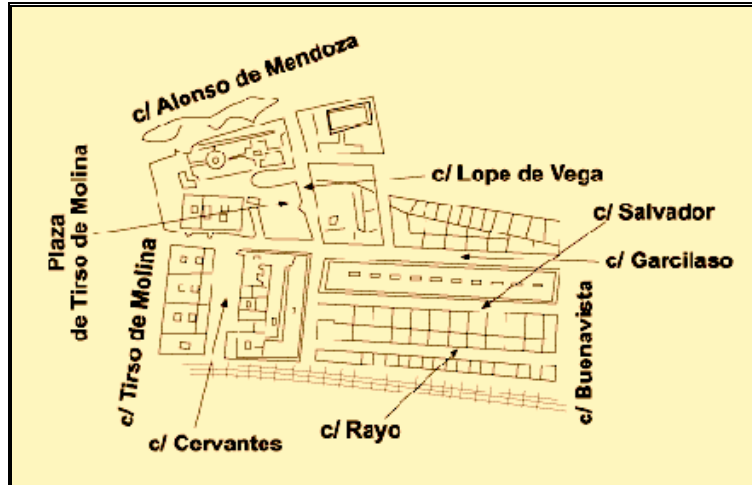 c/ Alonso de Mendoza
c/ Lope de Vega
c/ Salvador
c/ Garcilaso
Plaza
de Tirso de Molina
c/ Tirso de Molina
c/ Buenavista
c/ Cervantes
c/ Rayo